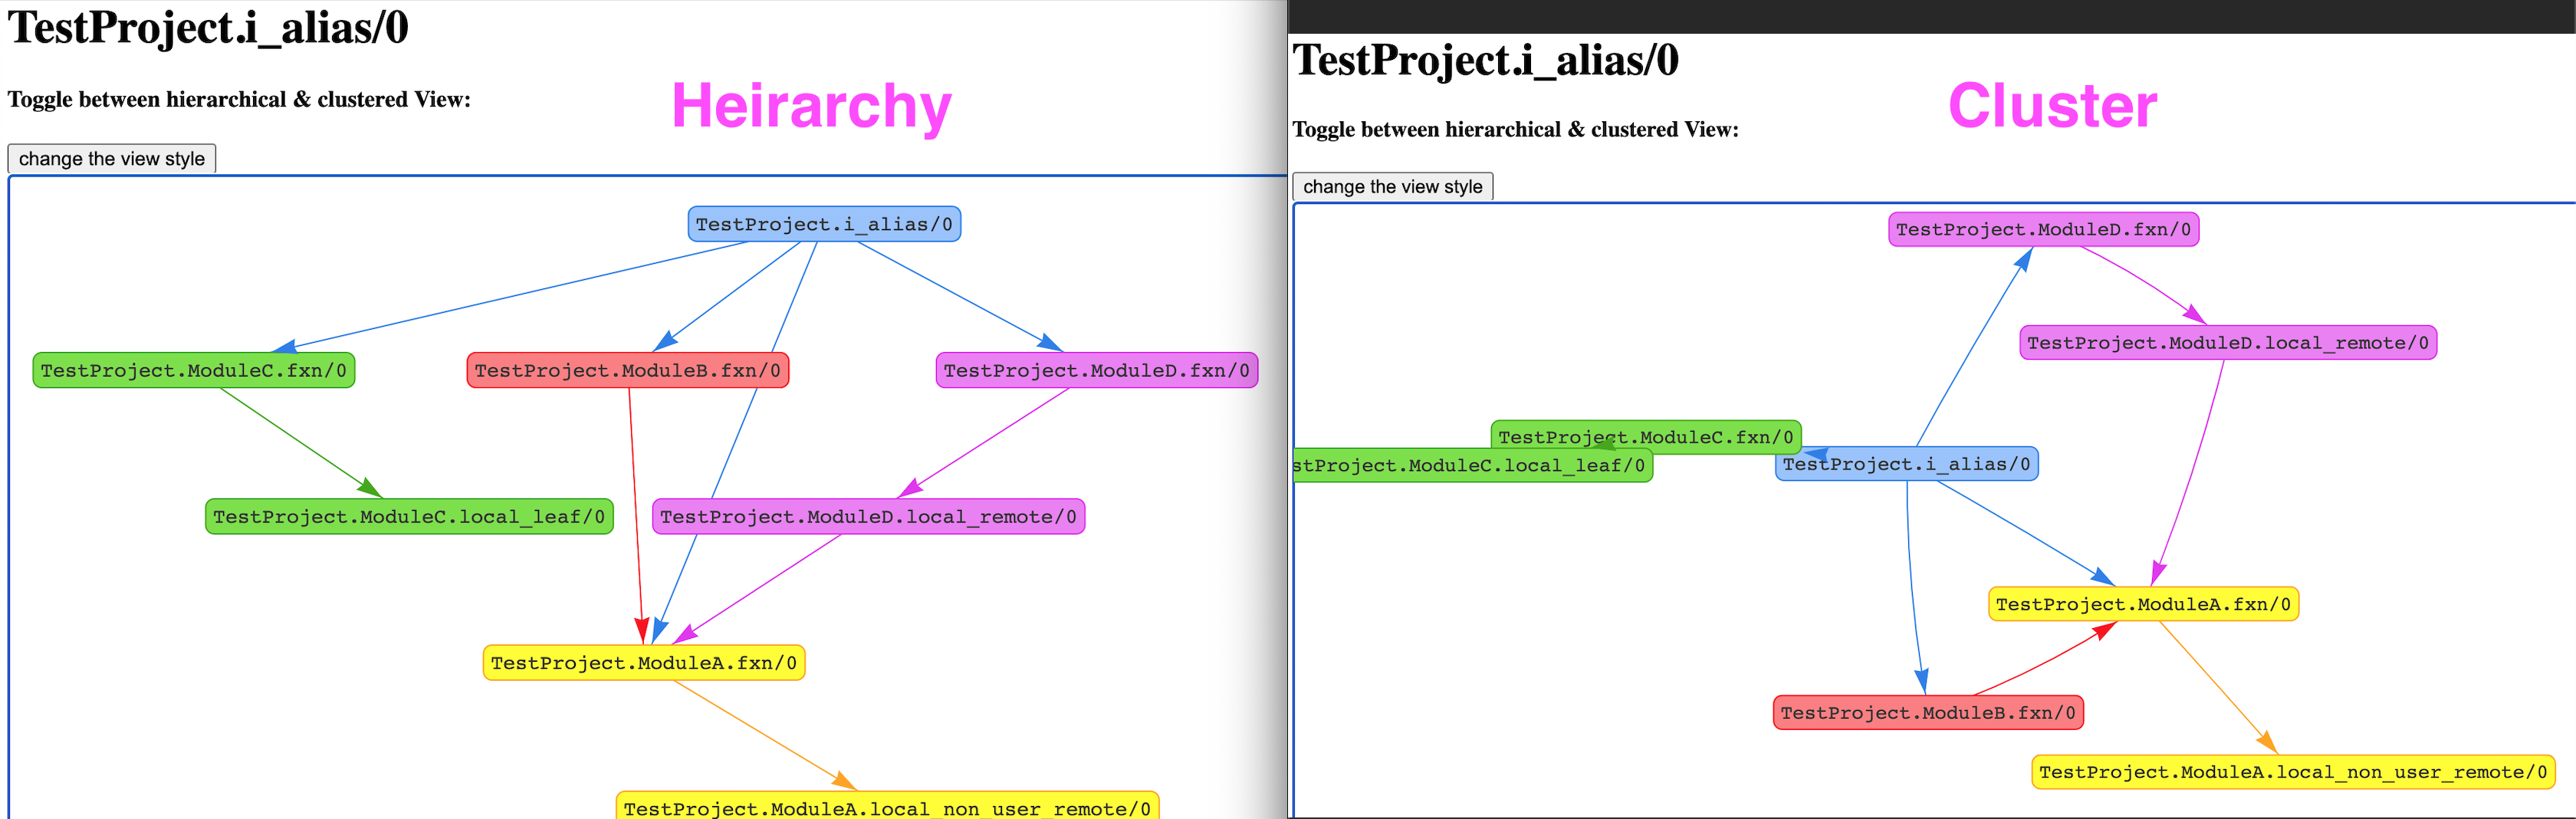 TestProject.i_alias/0
Toggle between hierarchical & clustered View:
Heirarchy
change the view style
TestProject.i_alias/0
TestProject.ModuleC.fxn/0
TestProject.ModuleB.fxn/0
TestProject.ModuleD.fxn/0
TestProject.ModuleC.local_leaf/0
TestProject.ModuleD.local_remote/0
TestProject.ModuleA.fxn/0
TestProject.ModuleA.local_non_user_remote/0
TestProject.i_alias/0
Cluster
Toggle between hierarchical & clustered View:
change the view style
TestProject.ModuleD.fxn/0
TestProject.ModuleD.local_remote/0
TestProject.ModuleC.fxn/0
stProject.ModuleC.local_leaf/0
TestProject.i_alias/0
TestProject.ModuleA.fxn/0
TestProject.ModuleB.fxn/0
TestProject.ModuleA.local_non_user_remote/0